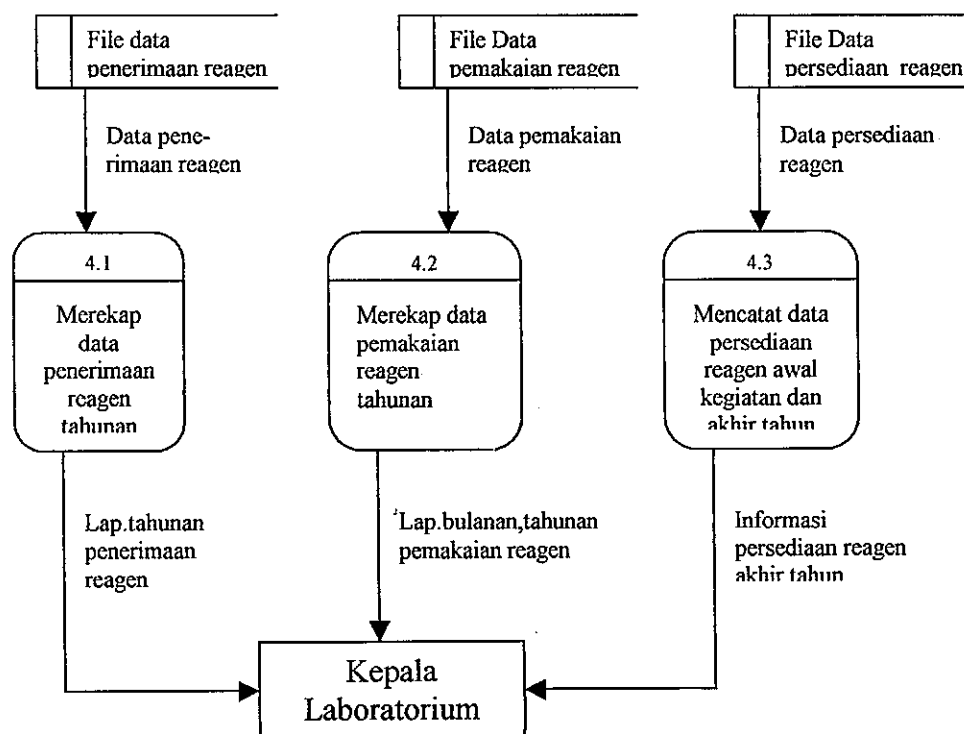 File data
penerimaan reagen
File Data
pemakaian reagen
File Data
persediaan reagen
Data pene-
rimaan reagen
Data pemakaian
reagen
Data persediaan
reagen
4.1
Merekap
data
penerimaan
reagen
tahunan
4.2
Merekap data
pemakaian
reagen
tahunan
4.3
Mencatat data
persediaan
reagen awal
kegiatan dan
akhir tahun
Lap.tahunan
penerimaan
reagen
Lap.bulanan,tahunan
pemakaian reagen
Informasi
persediaan reagen
akhir tahun
Kepala
Laboratorium